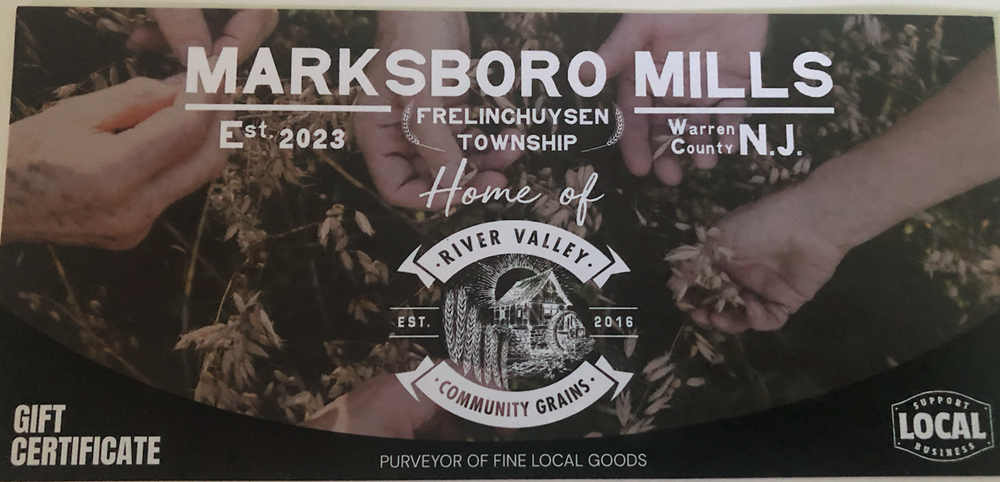 MARKSBORO MILLS
Est. 2023
FRELINGHUYSEN
TOWNSHIP
Warren
County N.J.
Home of
·RIVER VALLEY·
EST. 2016
·COMMUNITY GRAINS·
GIFT
CERTIFICATE
PURVEYOR OF FINE LOCAL GOODS
SUPPORT
LOCAL
BUSINESS